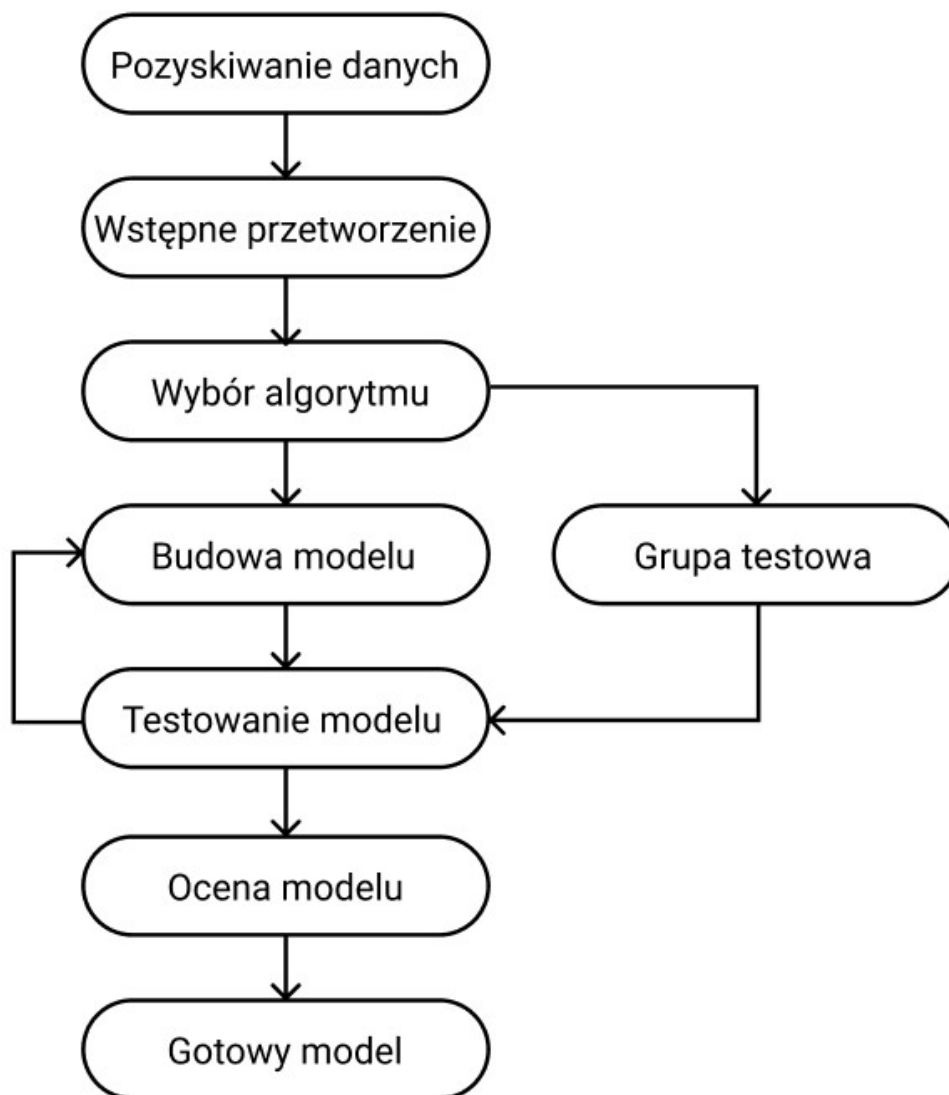 Pozyskiwanie danych
Wstępne przetworzenie
Wybór algorytmu
Budowa modelu
Grupa testowa
Testowanie modelu
Ocena modelu
Gotowy model